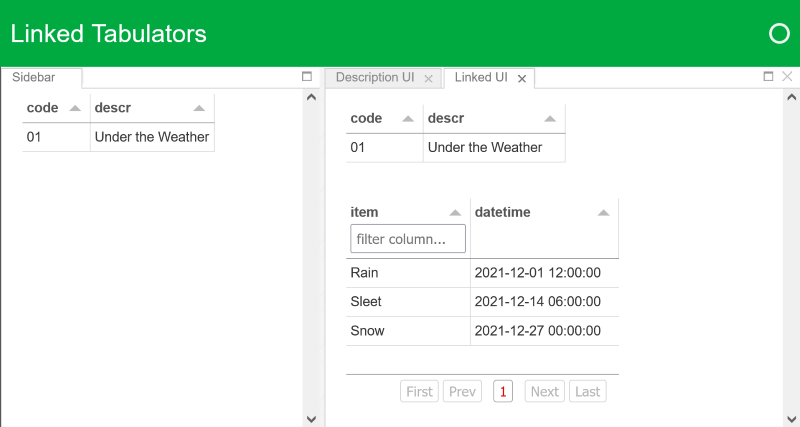 Linked Tabulators
Sidebar
code descr
01 Under the Weather
Description UI Linked UI
code descr
01 Under the Weather
item datetime
filter column...
Rain 2021-12-01 12:00:00
Sleet 2021-12-14 06:00:00
Snow 2021-12-27 00:00:00
First Prev 1 Next Last